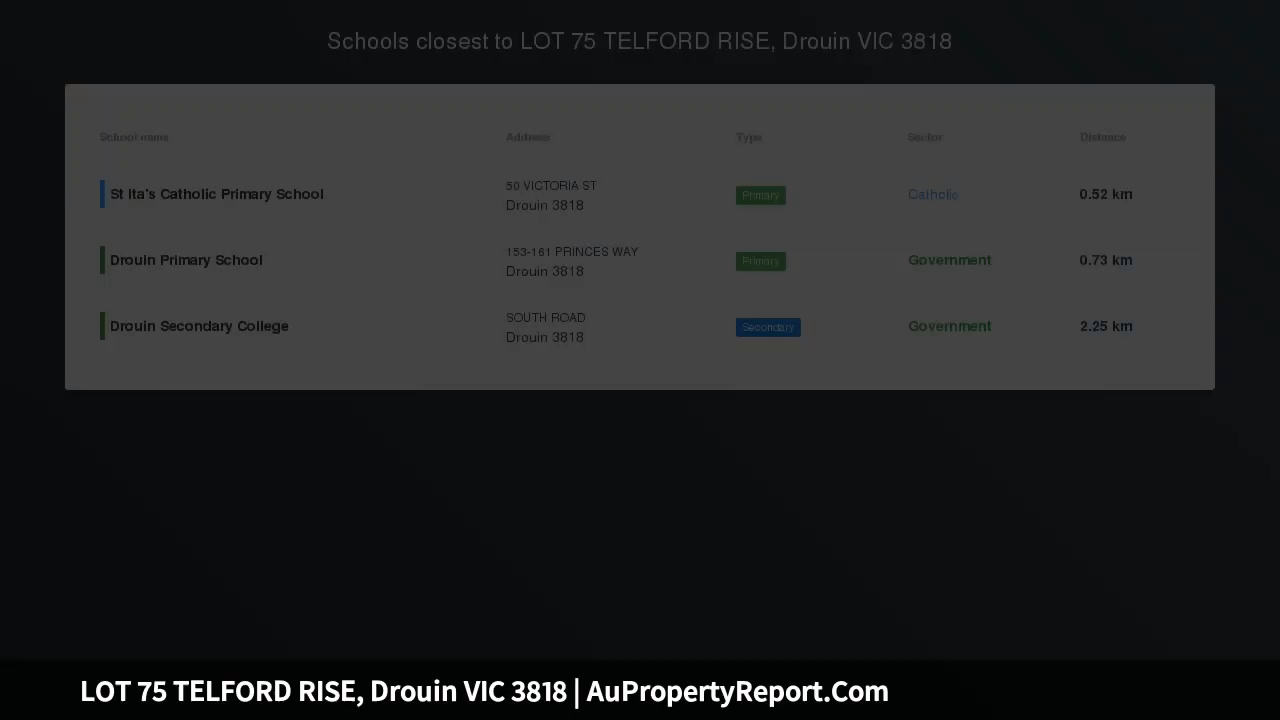 Schools closest to LOT 75 TELFORD RISE, Drouin VIC 3818
School name Address Type Sector Distance
St Ita's Catholic Primary School 50 VICTORIA ST Primary Catholic 0.52 km
Drouin 3818
Drouin Primary School 153-161 PRINCES WAY Primary Government 0.73 km
Drouin 3818
Drouin Secondary College SOUTH ROAD Secondary Government 2.25 km
Drouin 3818
LOT 75 TELFORD RISE, Drouin VIC 3818 | AuPropertyReport.Com